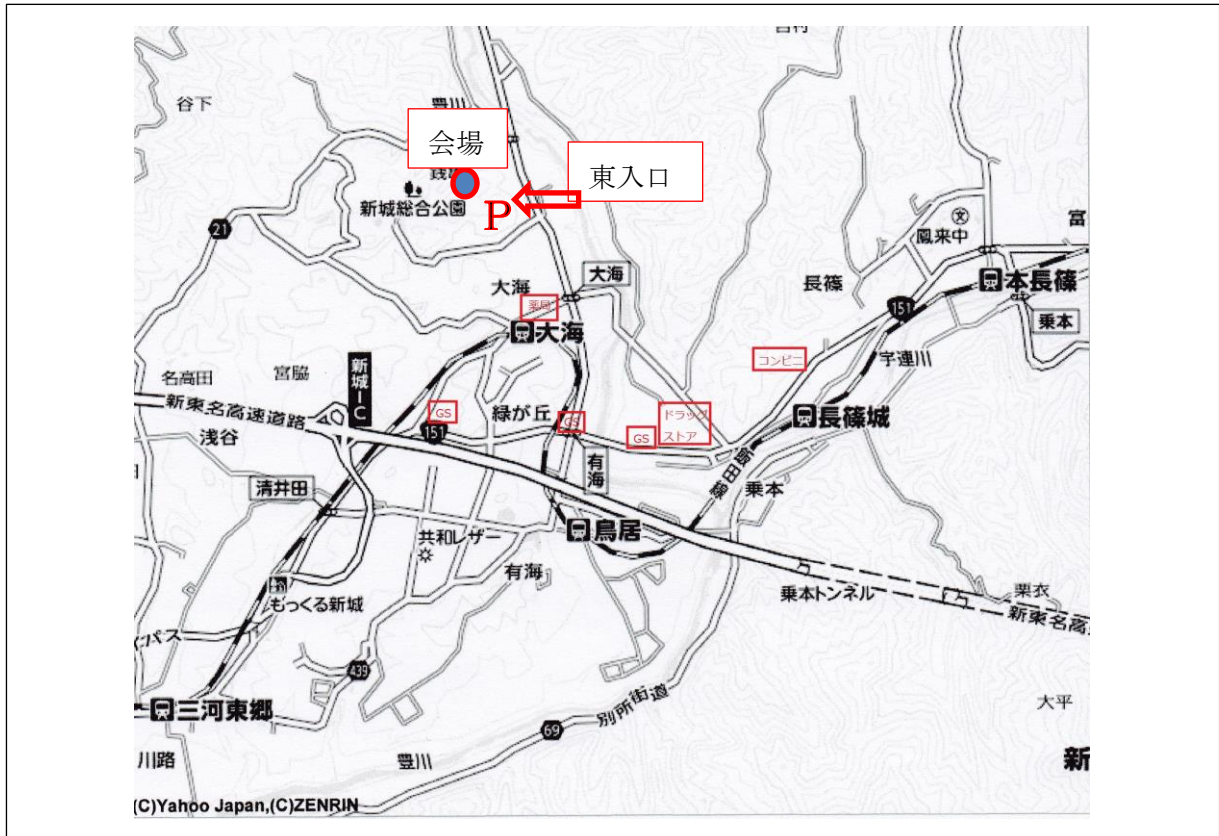 谷下
豊川
会場
東入口
新城総合公園
P
21
富
鳳来中
大海
大海
長篠
本長篠
薬局
大海
151
乗本
新城IC
コンビニ
宇連川
名高田
富脇
新東名高速道路
GS
緑が丘
GS
ドラッグ
ストア
長篠城
浅谷
151
GS
飯田線
有海
清井田
乗本
鳥居
共和レザー
有海
もっくる新城
乗本トンネル
栗衣
新東名高
バス
439
大平
三河東郷
別所街道
69
川路
豊川
新
(C)Yahoo Japan,(C)ZENRIN